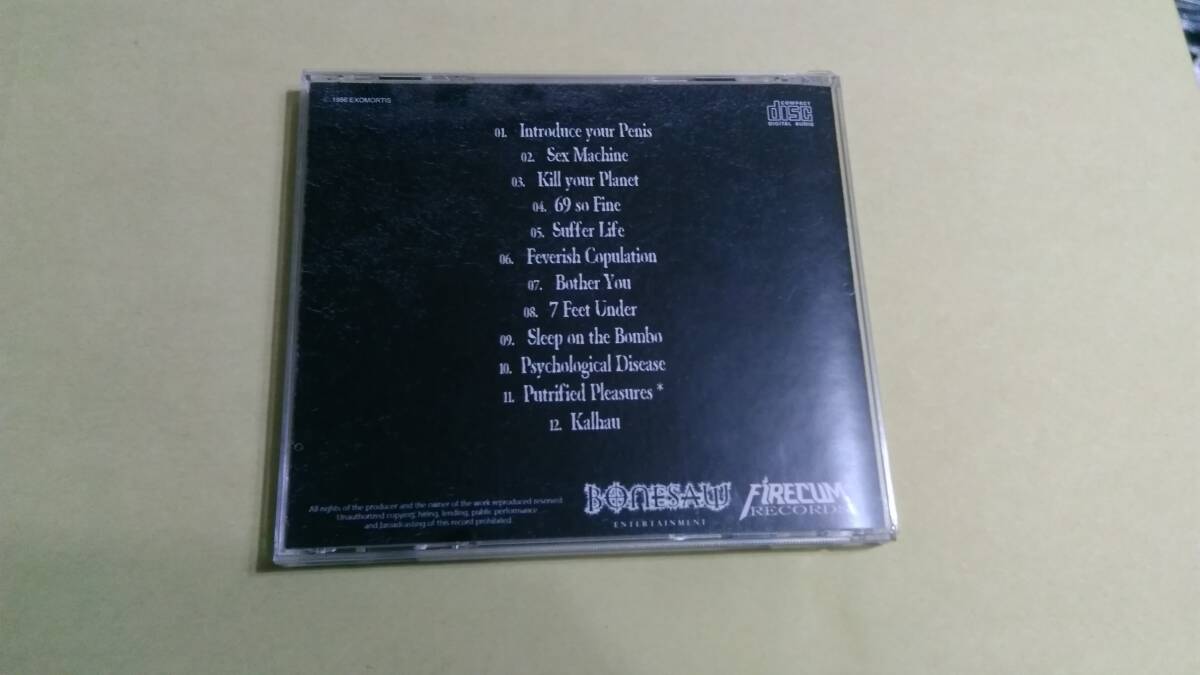 © 1996 EXOMORTIS
COMPACT
disc
DIGITAL AUDIO
01. Introduce your Penis
02. Sex Machine
03. Kill your Planet
04. 69 so Fine
05. Suffer Life
06. Feverish Copulation
07. Bother You
08. 7 Feet Under
09. Sleep on the Bombo
10. Psychological Disease
11. Putrified Pleasures *
12. Kalhau
All rights of the producer and the owner of the work reproduced reserved.
Unauthorized copying, hiring, lending, public performance
and broadcasting of this record prohibited.
BONESAW
ENTERTAINMENT
FIRECUM
RECORDS